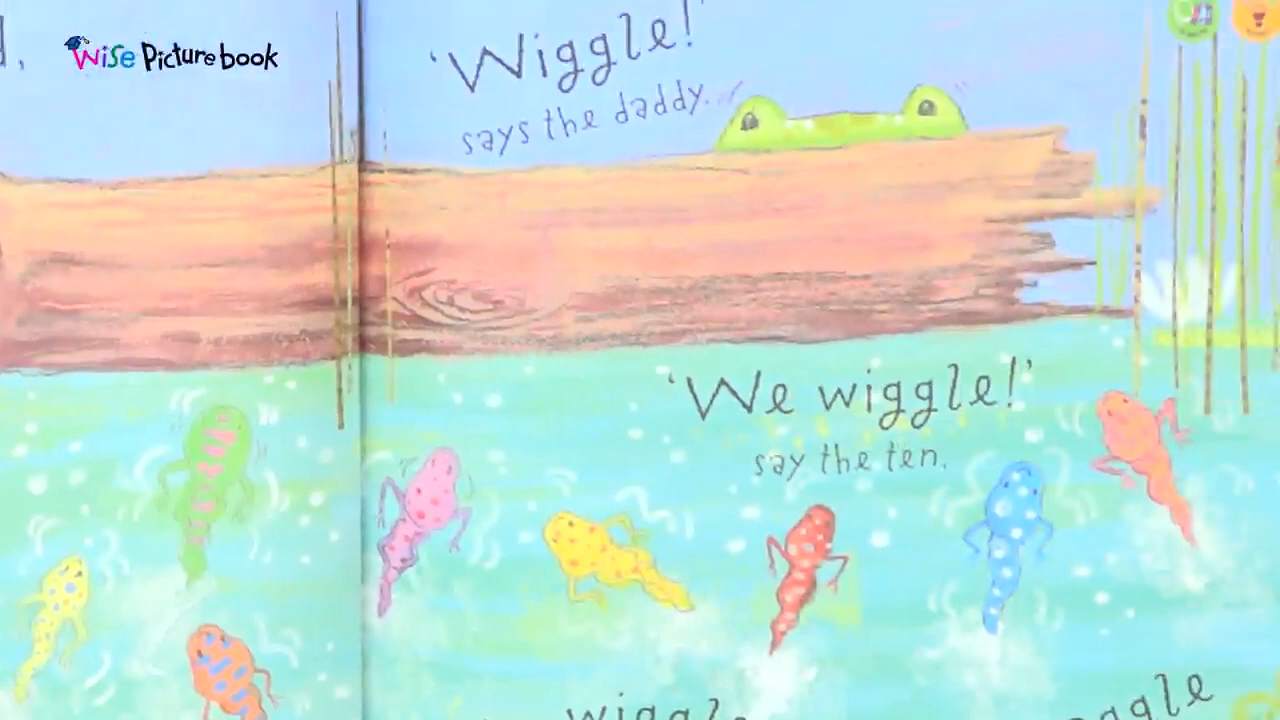 Wise Picture book
'Wiggle!'
says the daddy.
'We wiggle!'
say the ten.